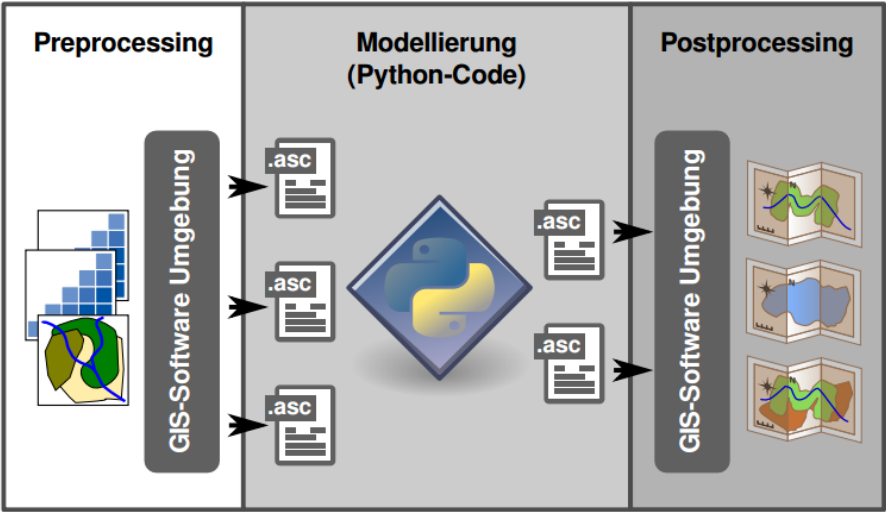 Preprocessing
Modellierung
(Python-Code)
Postprocessing
GIS-Software Umgebung
.asc
.asc
.asc
.asc
.asc
GIS-Software Umgebung
N
N
N